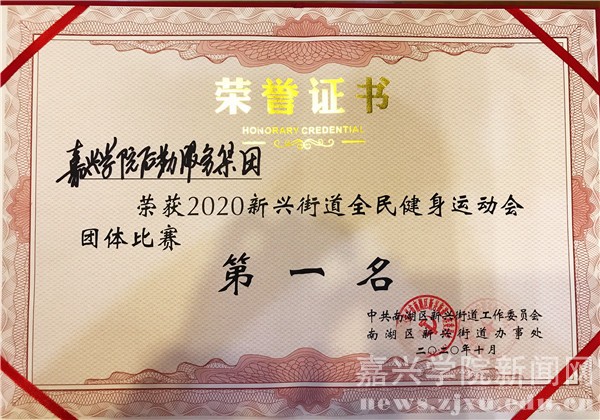 荣誉证书
HONORARY CREDENTIAL
嘉兴学院后勤服务集团
荣获2020新兴街道全民健身运动会
团体比赛
第一名
中共南湖区新兴街道工作委员会
南湖区新兴街道办事处
二〇二〇年十月
嘉兴学院新闻网
news.zjxu.edu.cn